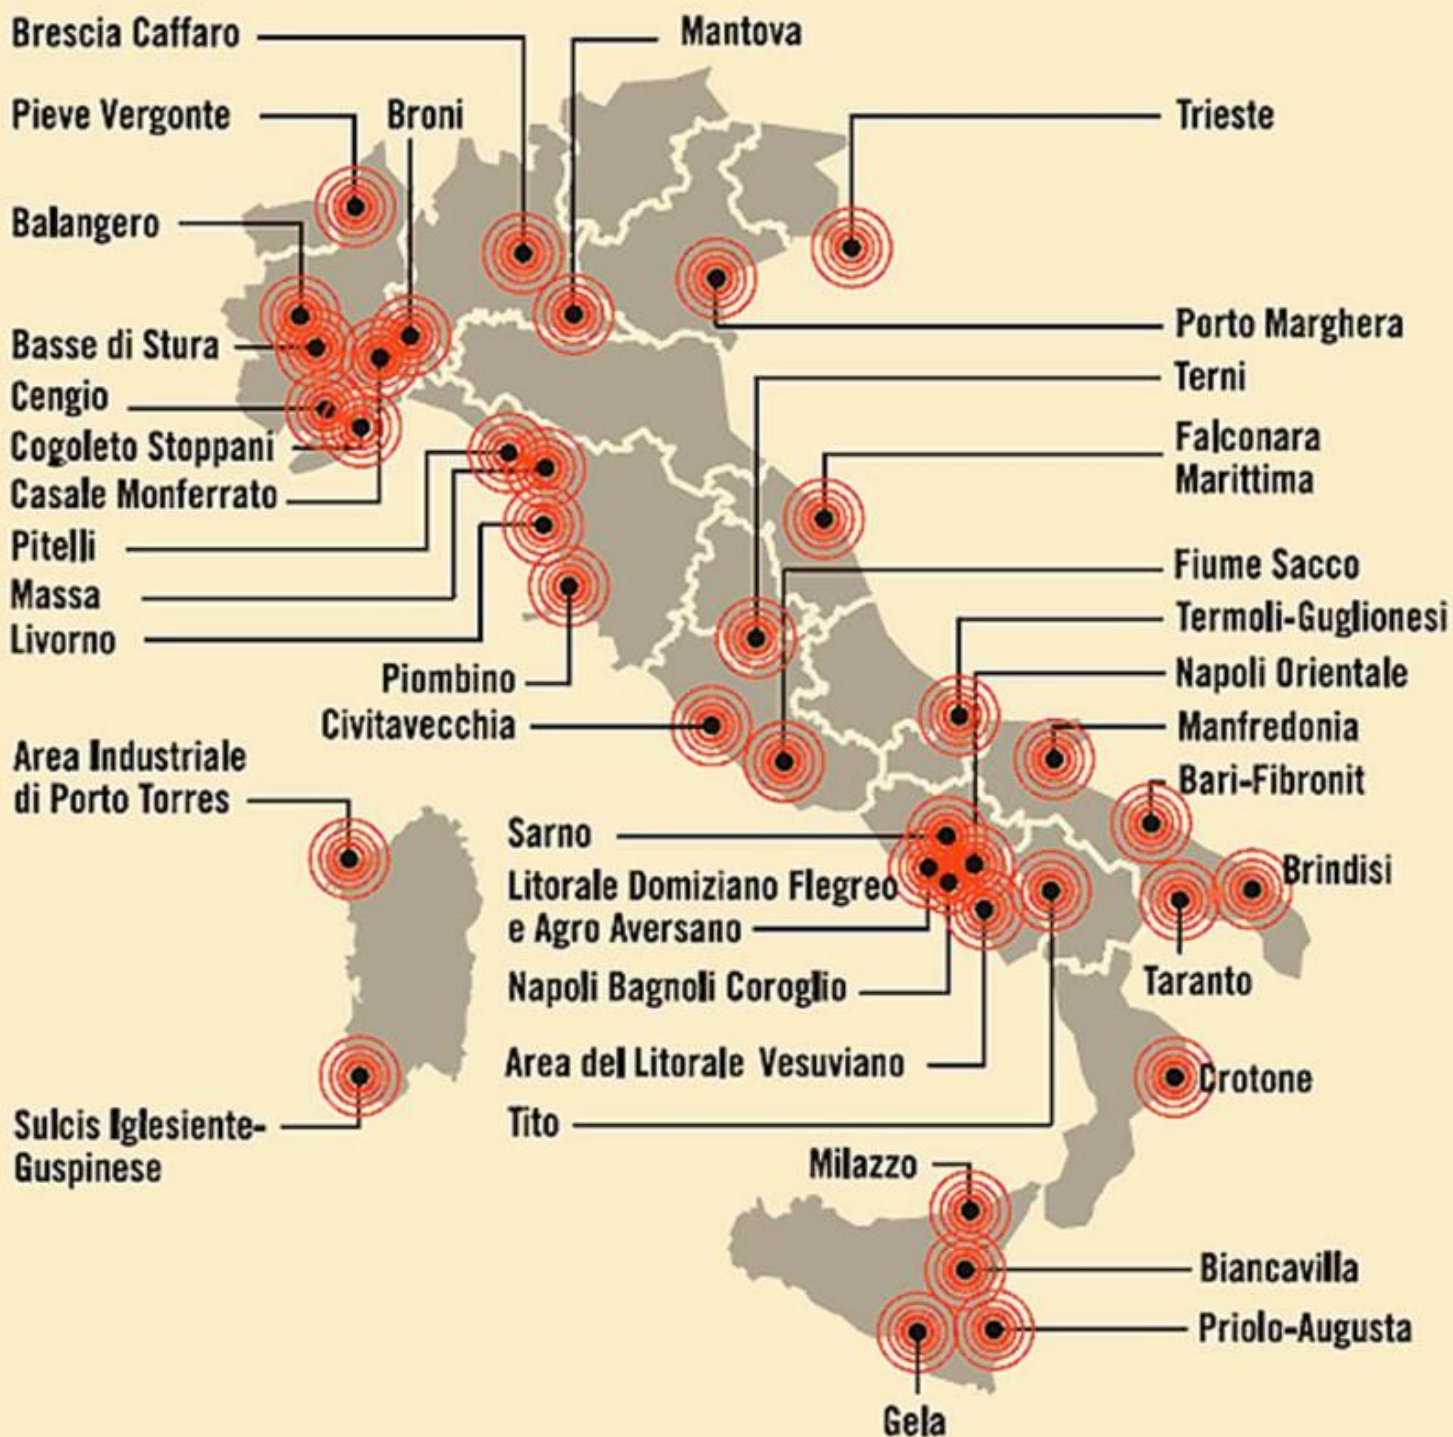 Brescia Caffaro
Mantova
Pieve Vergonte
Broni
Trieste
Balangero
Basse di Stura
Porto Marghera
Cengio
Terni
Cogoleto Stoppani
Falconara
Marittima
Casale Monferrato
Pitelli
Fiume Sacco
Massa
Termoli-Guglionesi
Livorno
Napoli Orientale
Piombino
Civitavecchia
Manfredonia
Area Industriale
di Porto Torres
Bari-Fibronit
Sarno
Brindisi
Litorale Domiziano Flegreo
e Agro Aversano
Taranto
Napoli Bagnoli Coroglio
Area del Litorale Vesuviano
Crotone
Sulcis Iglesiente-
Guspinese
Tito
Milazzo
Biancavilla
Priolo-Augusta
Gela